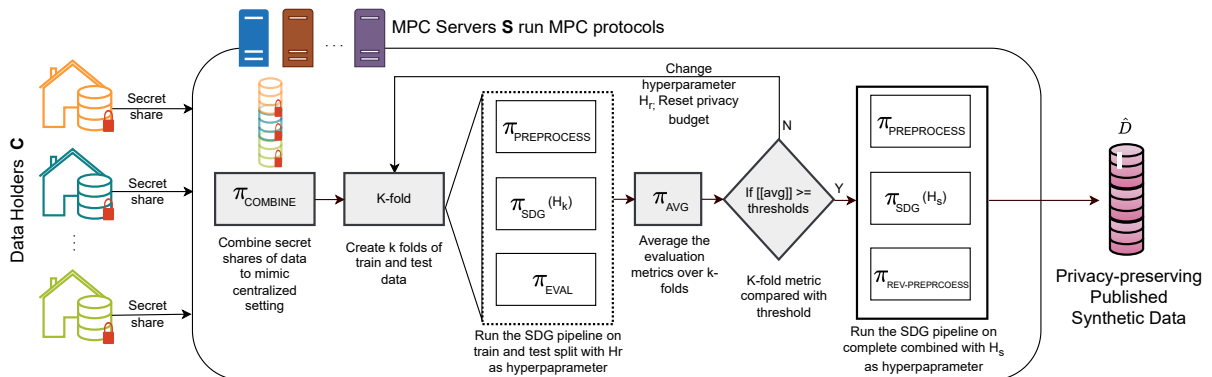 MPC Servers S run MPC protocols
Data Holders C
Secret
share
Secret
share
Secret
share
. . .
Change
hyperparameter
Hr; Reset privacy
budget
N
Y
πCOMBINE
Combine secret
shares of data
to mimic
centralized
setting
K-fold
Create k folds of
train and test
data
πPREPROCESS
πSDG (Hk)
πEVAL
Run the SDG pipeline on
train and test split with Hr
as hyperpaprameter
πAVG
Average the
evaluation
metrics over k-
folds
If [[avg]] >=
thresholds
K-fold metric
compared with
threshold
πPREPROCESS
πSDG (Hs)
πREV-PREPRCOESS
Run the SDG pipeline on
complete combined with Hs
as hyperpaprameter
D̂
Privacy-preserving
Published
Synthetic Data